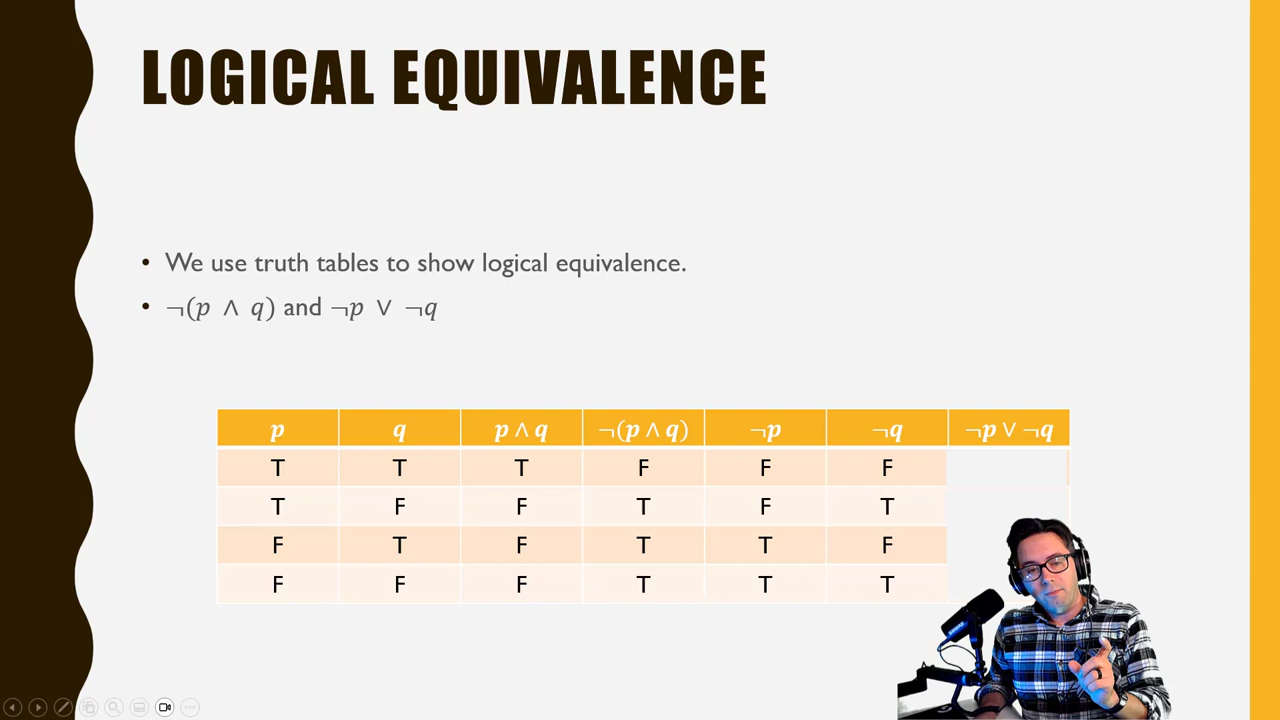 LOGICAL EQUIVALENCE
• We use truth tables to show logical equivalence.
• ¬(p ∧ q) and ¬p ∨ ¬q
p q p ∧ q ¬(p ∧ q) ¬p ¬q ¬p ∨ ¬q
T T T F F F
T F F T F T
F T F T T F
F F F T T T